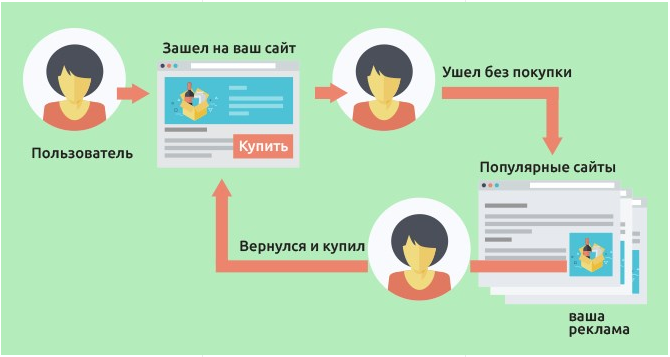 Зашел на ваш сайт
Ушел без покупки
Пользователь
Купить
Популярные сайты
Вернулся и купил
ваша
реклама